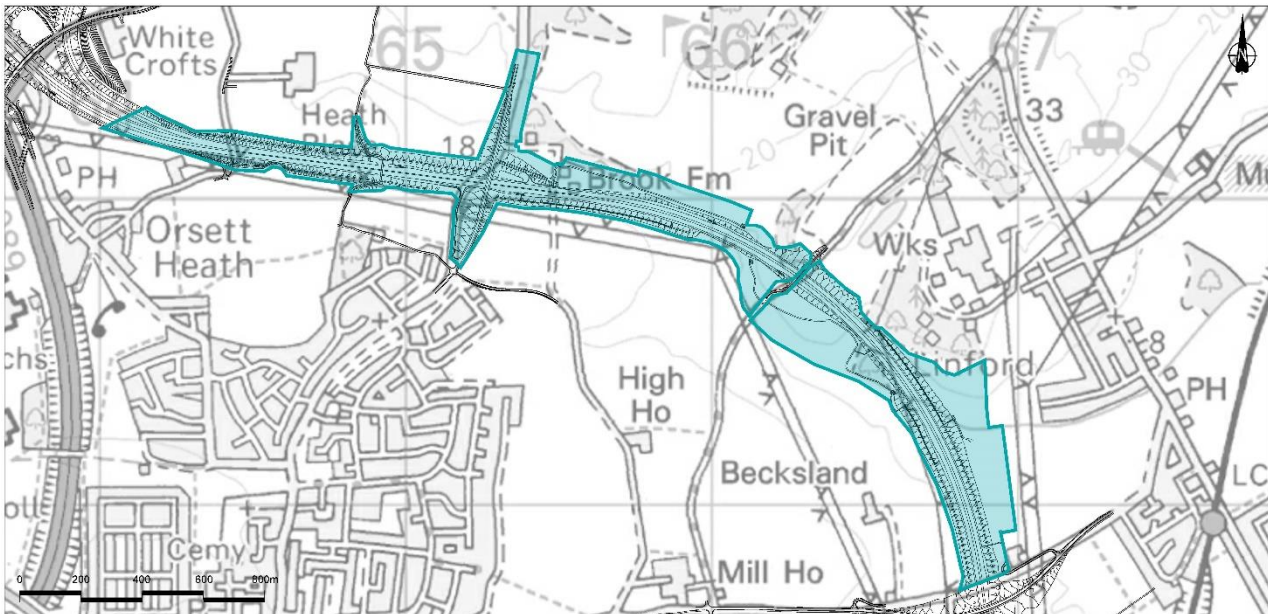 White
Crofts
65
66
67
33
Heath
18
Gravel
Pit
PH
Brook Fm
Orsett
Heath
Wks
Linford
8
High
Ho
PH
Becksland
Cemy
Mill Ho
LC
0 200 400 600 800m